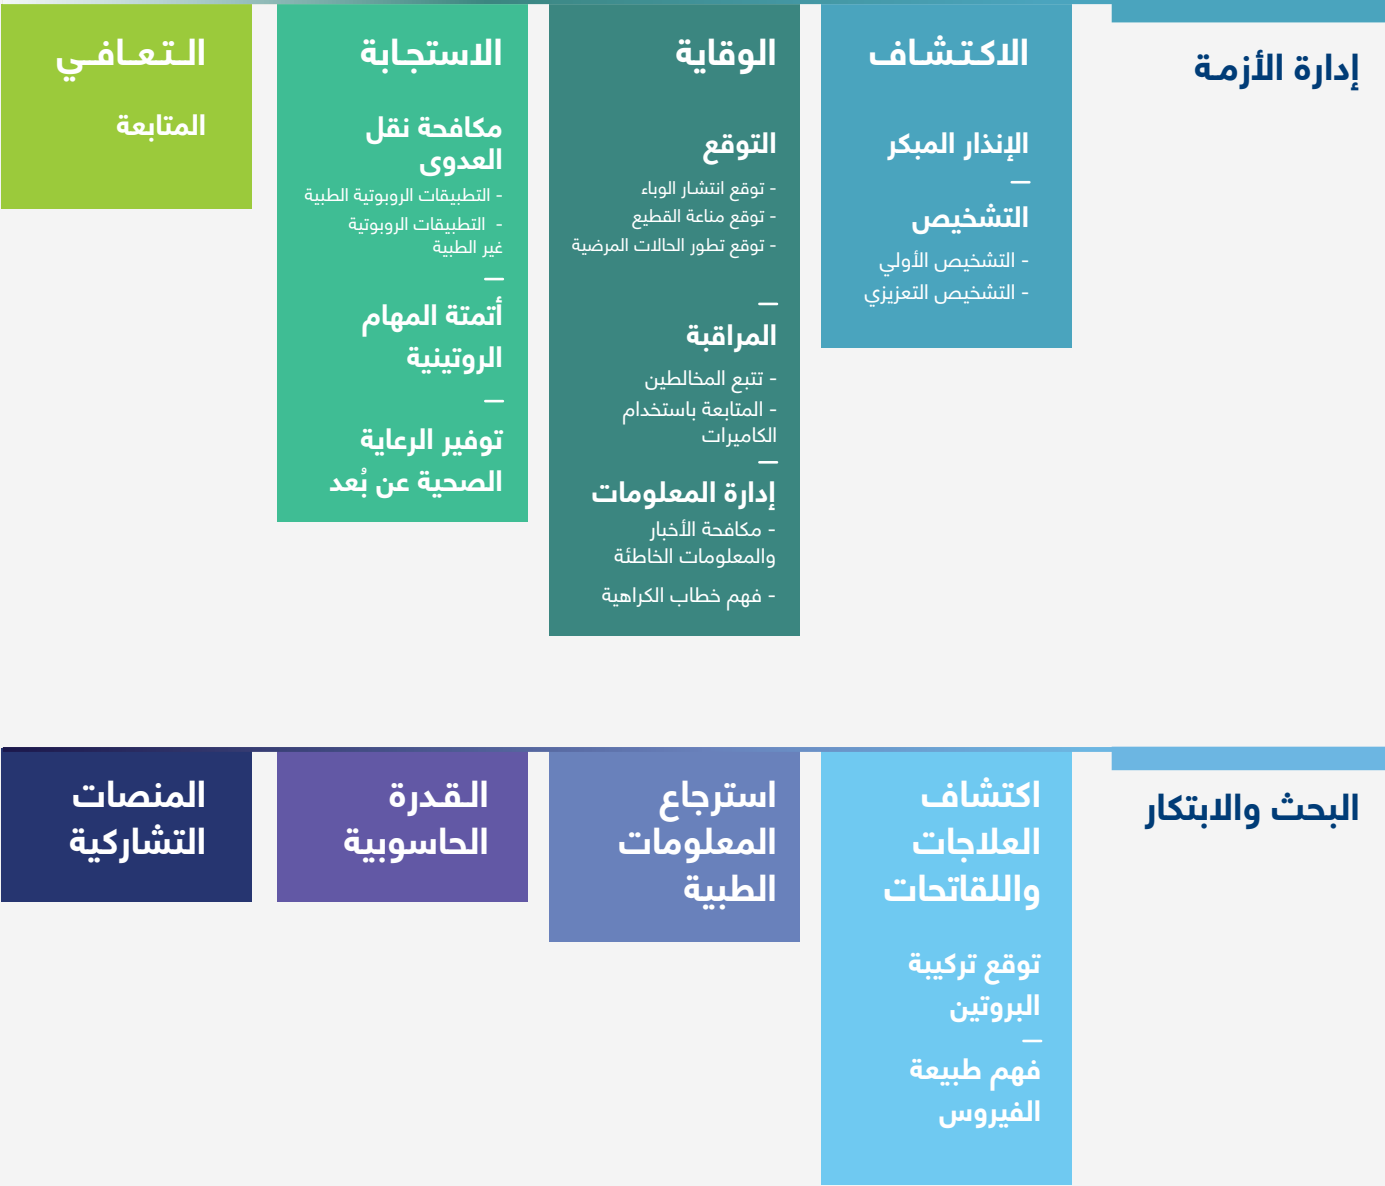 إدارة الأزمة
الاكتشاف
الإنذار المبكر
التشخيص
- التشخيص الأولي
- التشخيص التعزيزي
الوقاية
التوقع
- توقع انتشار الوباء
- توقع مناعة القطيع
- توقع تطور الحالات المرضية
المراقبة
- تتبع المخالطين
- المتابعة باستخدام
الكاميرات
إدارة المعلومات
- مكافحة الأخبار
والمعلومات الخاطئة
- فهم خطاب الكراهية
الاستجابة
مكافحة نقل
العدوى
- التطبيقات الروبوتية الطبية
- التطبيقات الروبوتية
غير الطبية
أتمتة المهام
الروتينية
توفير الرعاية
الصحية عن بُعد
التعافي
المتابعة
البحث والابتكار
اكتشاف
العلاجات
واللقاتحات
توقع تركيبة
البروتين
فهم طبيعة
الفيروس
استرجاع
المعلومات
الطبية
القدرة
الحاسوبية
المنصات
التشاركية